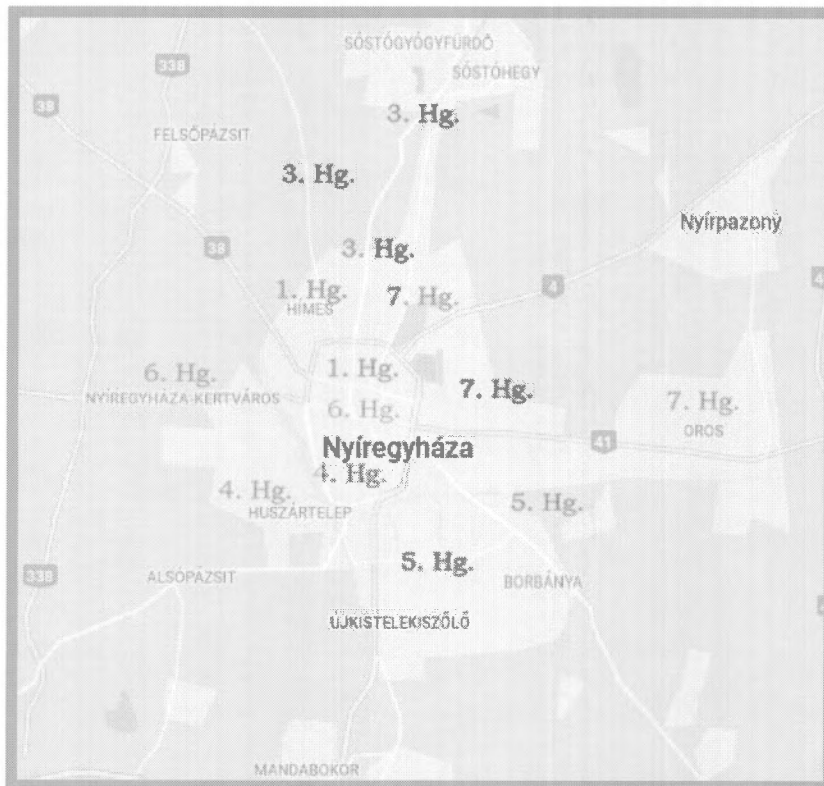 SÓSTÓGYÓGYFÜRDŐ
338
SÓSTÓHEGY
38
3. Hg.
FELSŐPÁZSIT
3. Hg.
Nyírpazony
38
3. Hg.
4
1. Hg.
7. Hg.
HIMES
1. Hg.
6. Hg.
7. Hg.
NYÍREGYHÁZA-KERTVÁROS
6. Hg.
7. Hg.
OROS
41
Nyíregyháza
4. Hg.
4. Hg.
5. Hg.
HUSZÁRTELEP
5. Hg.
338
ALSÓPÁZSIT
BORBÁNYA
ÚJKISTELEKISZŐLŐ
MANDABOKOR